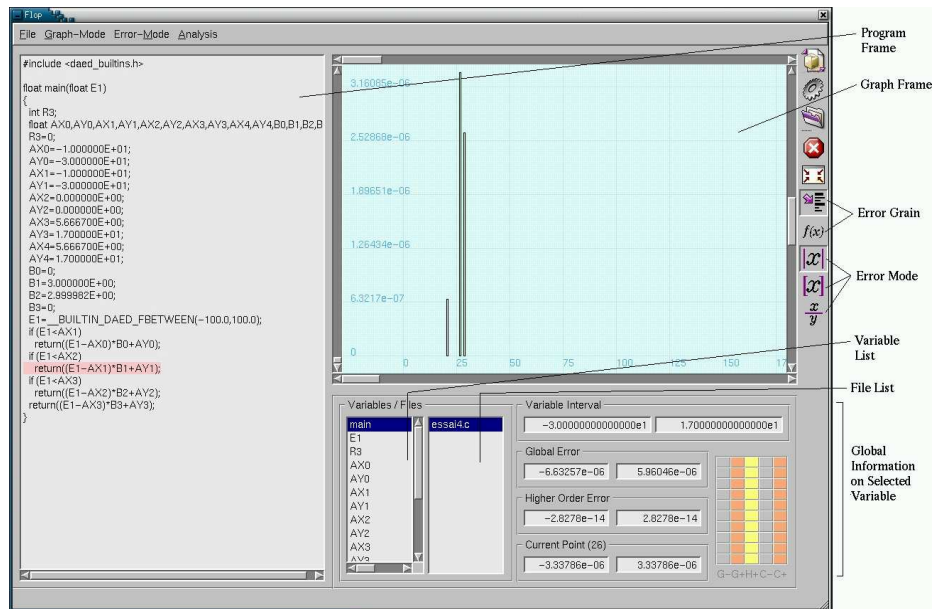 Flop
File Graph-Mode Error-Mode Analysis
#include <daed_builtins.h>
float main(float E1)
{
int R3;
float AX0,AY0,AX1,AY1,AX2,AY2,AX3,AY3,AX4,AY4,B0,B1,B2,B
R3=0;
AX0=-1.000000E+01;
AY0=-3.000000E+01;
AX1=-1.000000E+01;
AY1=-3.000000E+01;
AX2=0.000000E+00;
AY2=0.000000E+00;
AX3=5.666700E+00;
AY3=1.700000E+01;
AX4=5.666700E+00;
AY4=1.700000E+01;
B0=0;
B1=3.000000E+00;
B2=2.999982E+00;
B3=0;
E1=__BUILTIN_DAED_FBETWEEN(-100.0,100.0);
if (E1<AX1)
return((E1-AX0)*B0+AY0);
if (E1<AX2)
return((E1-AX1)*B1+AY1);
if (E1<AX3)
return((E1-AX2)*B2+AY2);
return((E1-AX3)*B3+AY3);
}
3.16085e-06
2.52868e-06
1.89651e-06
1.26434e-06
6.3217e-07
0
0 25 50 75 100 125 150 17
f(x)
|x|
[x]
x
y
Program
Frame
Graph Frame
Error Grain
Error Mode
Variable
List
File List
Global
Information
on Selected
Variable
Variables / Files
main
E1
R3
AX0
AY0
AX1
AY1
AX2
AY2
AX3
AY3
essai4.c
Variable Interval
-3.00000000000000e1 1.70000000000000e1
Global Error
-6.63257e-06 5.96046e-06
Higher Order Error
-2.8278e-14 2.8278e-14
Current Point (26)
-3.33786e-06 3.33786e-06
G-G+H+C-C+